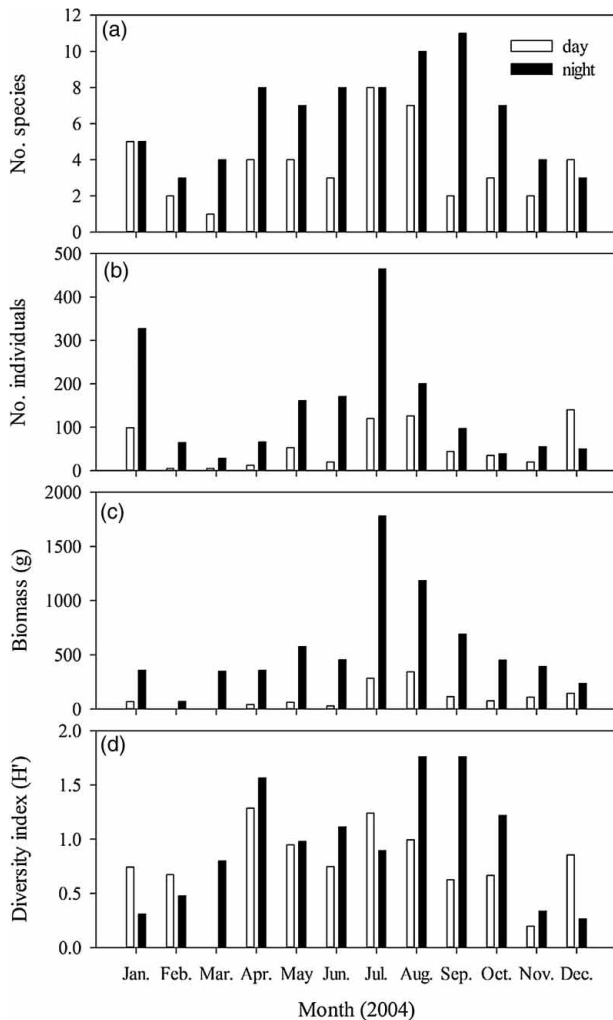 (a)
day
night
No. species
12
10
8
6
4
2
0
(b)
No. individuals
500
400
300
200
100
0
(c)
Biomass (g)
2000
1500
1000
500
0
(d)
Diversity index (H')
2.0
1.5
1.0
0.5
0.0
Jan. Feb. Mar. Apr. May Jun. Jul. Aug. Sep. Oct. Nov. Dec.
Month (2004)